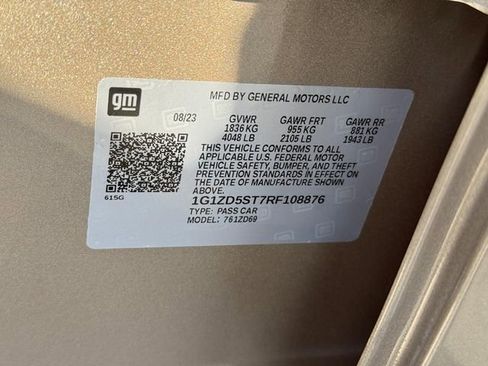 gm
MFD BY GENERAL MOTORS LLC
08/23 GVWR GAWR FRT GAWR RR
1836 KG 955 KG 881 KG
4048 LB 2105 LB 1943 LB
THIS VEHICLE CONFORMS TO ALL
APPLICABLE U.S. FEDERAL MOTOR
VEHICLE SAFETY, BUMPER, AND THEFT
PREVENTION STANDARDS IN EFFECT ON
THE DATE OF MANUFACTURE SHOWN
ABOVE.
615G
1G1ZD5ST7RF108876
TYPE: PASS CAR
MODEL: 761ZD69